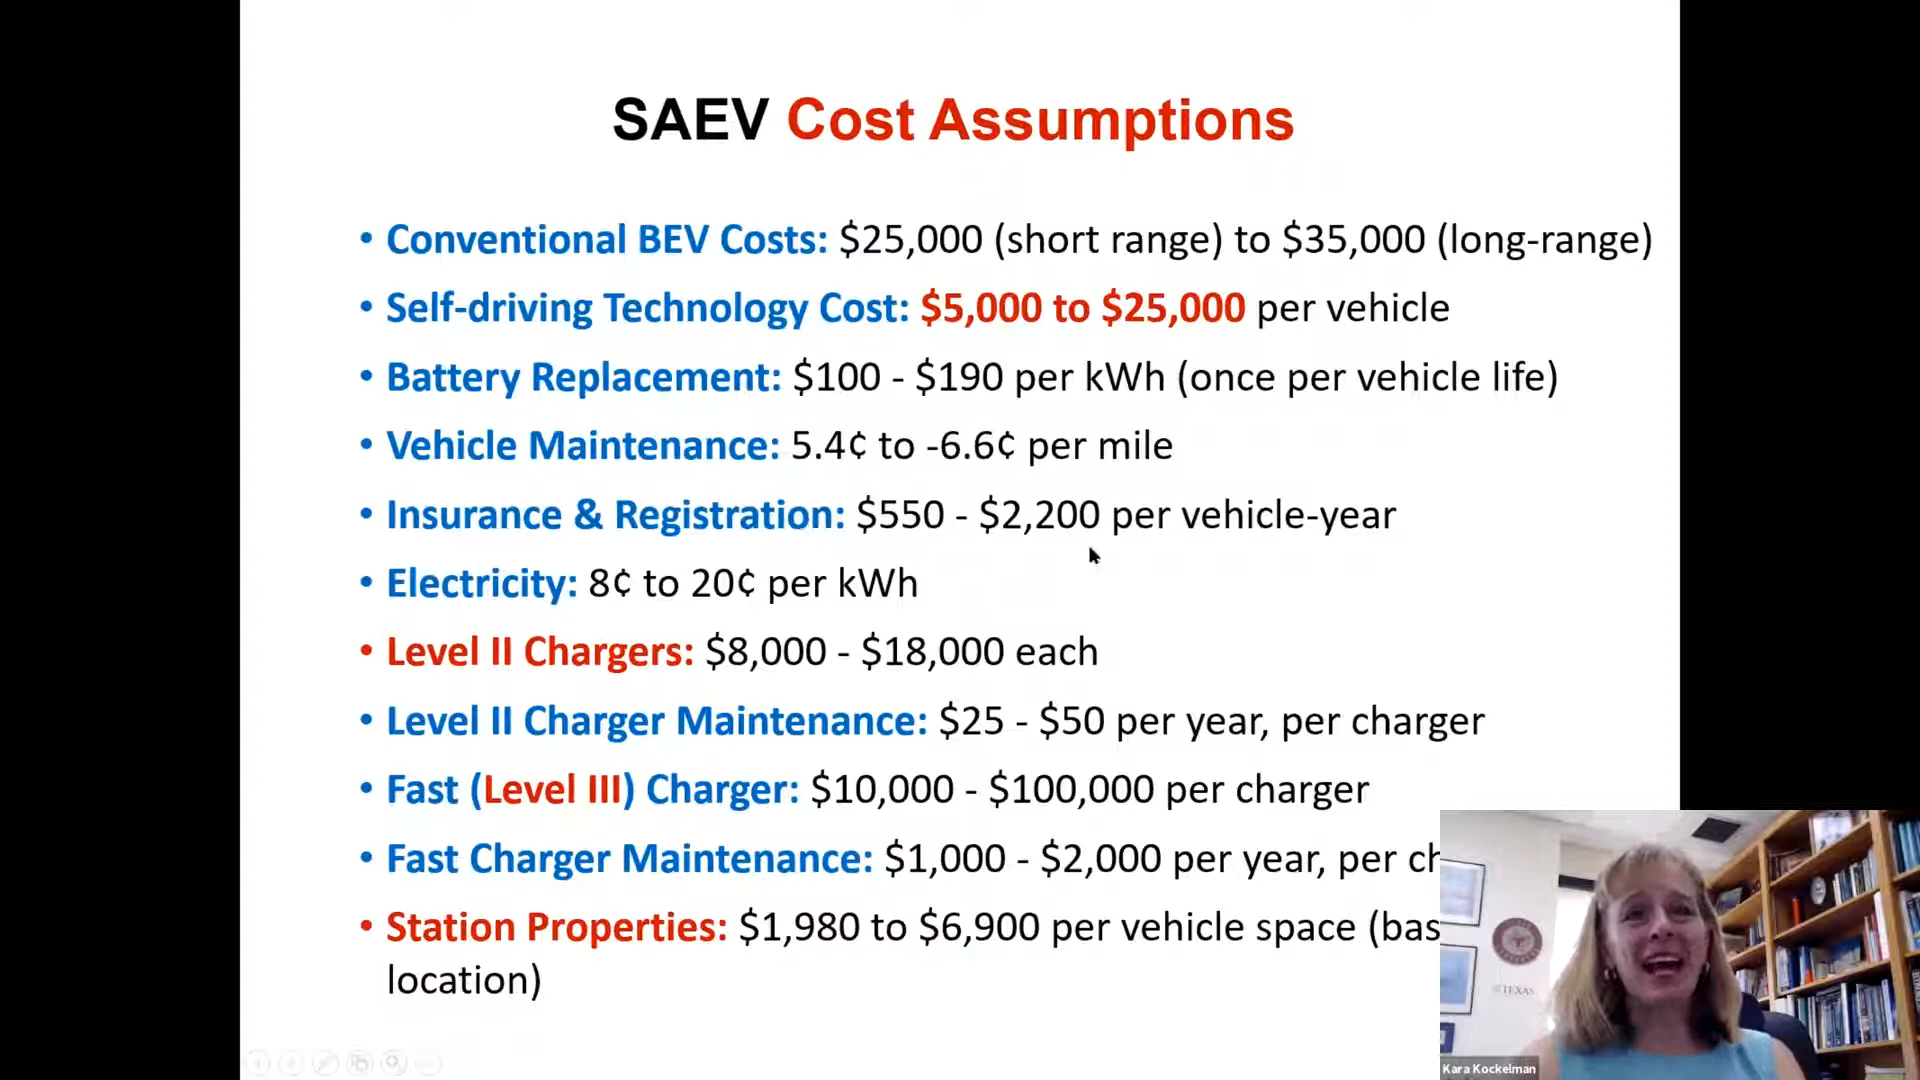 SAEV Cost Assumptions
• Conventional BEV Costs: $25,000 (short range) to $35,000 (long-range)
• Self-driving Technology Cost: $5,000 to $25,000 per vehicle
• Battery Replacement: $100 - $190 per kWh (once per vehicle life)
• Vehicle Maintenance: 5.4¢ to -6.6¢ per mile
• Insurance & Registration: $550 - $2,200 per vehicle-year
• Electricity: 8¢ to 20¢ per kWh
• Level II Chargers: $8,000 - $18,000 each
• Level II Charger Maintenance: $25 - $50 per year, per charger
• Fast (Level III) Charger: $10,000 - $100,000 per charger
• Fast Charger Maintenance: $1,000 - $2,000 per year, per ch
• Station Properties: $1,980 to $6,900 per vehicle space (bas
location)
TEXAS
Kara Kockelman